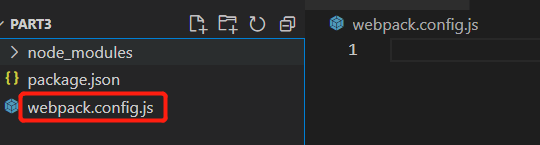 PART3
node_modules
{} package.json
webpack.config.js
webpack.config.js
1